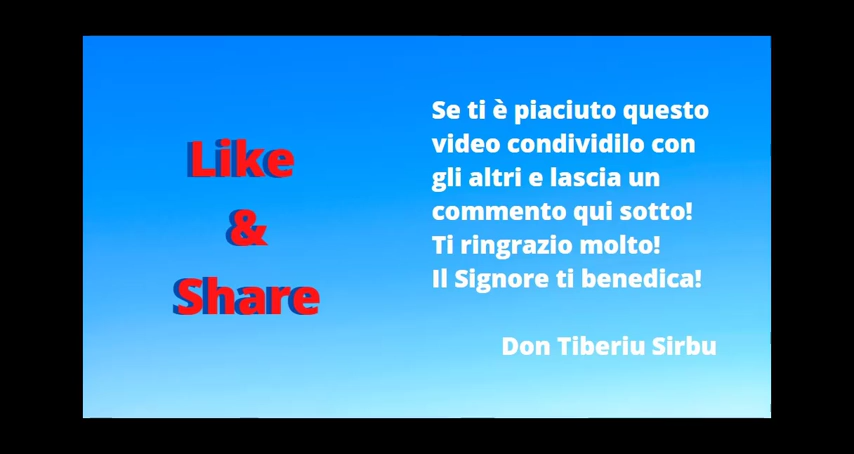 Like
&
Share
Se ti è piaciuto questo
video condividilo con
gli altri e lascia un
commento qui sotto!
Ti ringrazio molto!
Il Signore ti benedica!
Don Tiberiu Sirbu